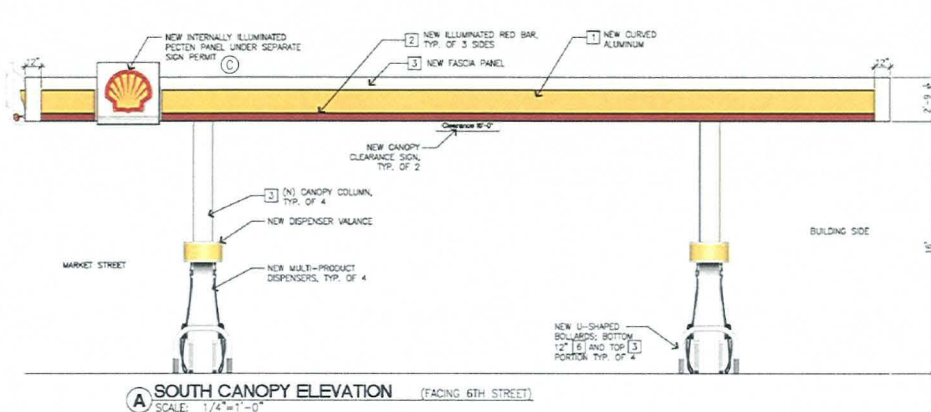 NEW INTERNALLY ILLUMINATED
PECTEN PANEL UNDER SEPARATE
SIGN PERMIT
C
2 NEW ILLUMINATED RED BAR,
TYP. OF 3 SIDES
1 NEW CURVED
ALUMINUM
3 NEW FASCIA PANEL
12"
12"
2'-9"
Clearance 16'-0"
NEW CANOPY
CLEARANCE SIGN,
TYP. OF 2
3 (N) CANOPY COLUMN,
TYP. OF 4
NEW DISPENSER VALANCE
BUILDING SIDE
16'
MARKET STREET
NEW MULTI-PRODUCT
DISPENSERS, TYP. OF 4
NEW U-SHAPED
BOLLARDS: BOTTOM
12" 6 AND TOP 3
PORTION TYP. OF 4
A SOUTH CANOPY ELEVATION (FACING 6TH STREET)
SCALE: 1/4"=1'-0"